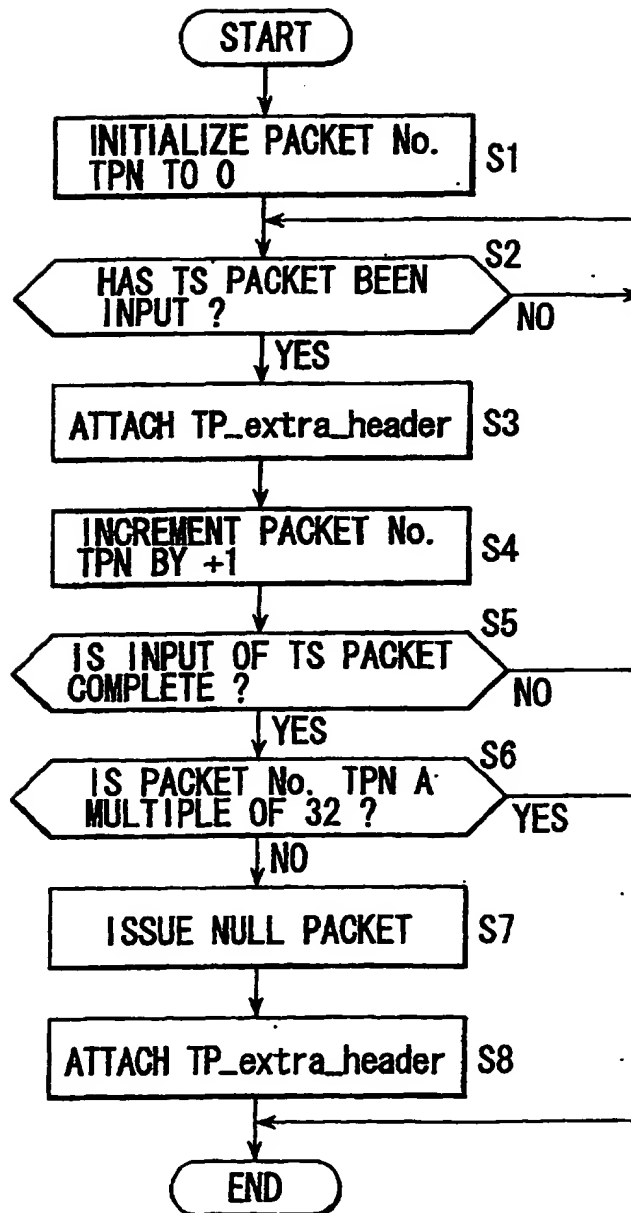 START
INITIALIZE PACKET No.
TPN TO 0
S1
S2
HAS TS PACKET BEEN
INPUT ?
NO
YES
ATTACH TP_extra_header
S3
INCREMENT PACKET No.
TPN BY +1
S4
S5
IS INPUT OF TS PACKET
COMPLETE ?
NO
YES
S6
IS PACKET No. TPN A
MULTIPLE OF 32 ?
YES
NO
ISSUE NULL PACKET
S7
ATTACH TP_extra_header
S8
END